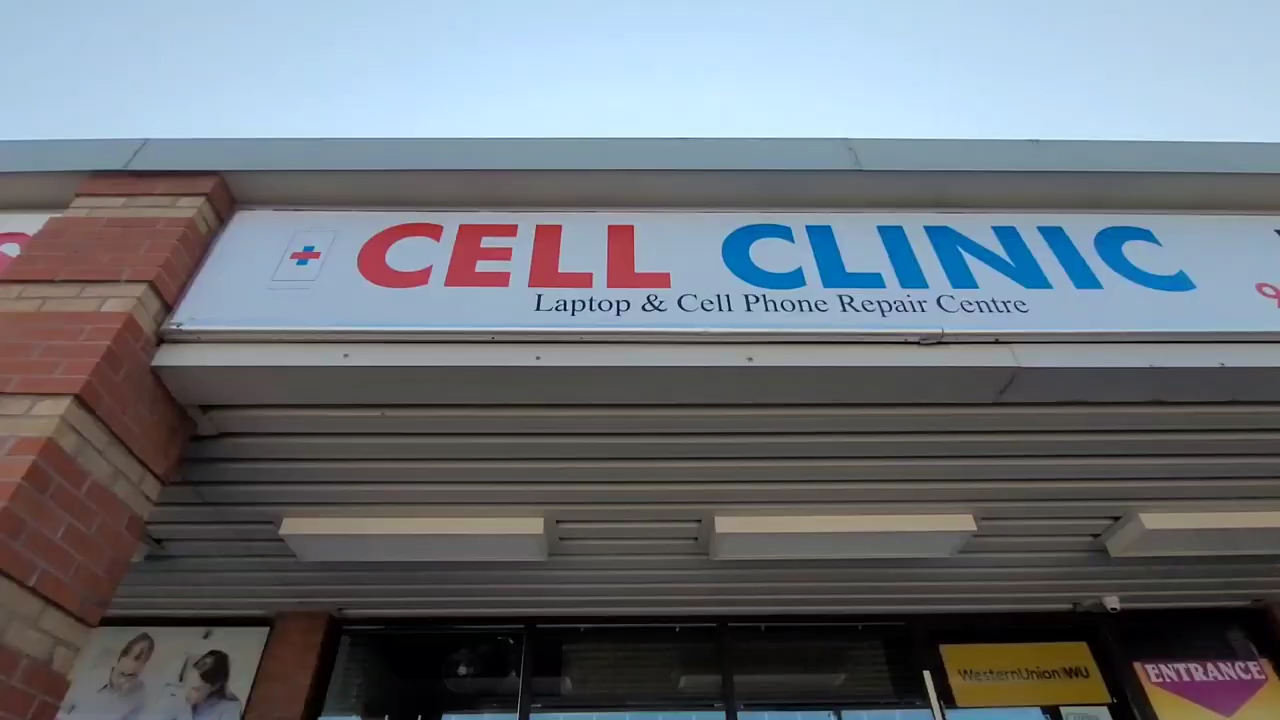 CELL CLINIC
Laptop & Cell Phone Repair Centre
WesternUnion WU
ENTRANCE